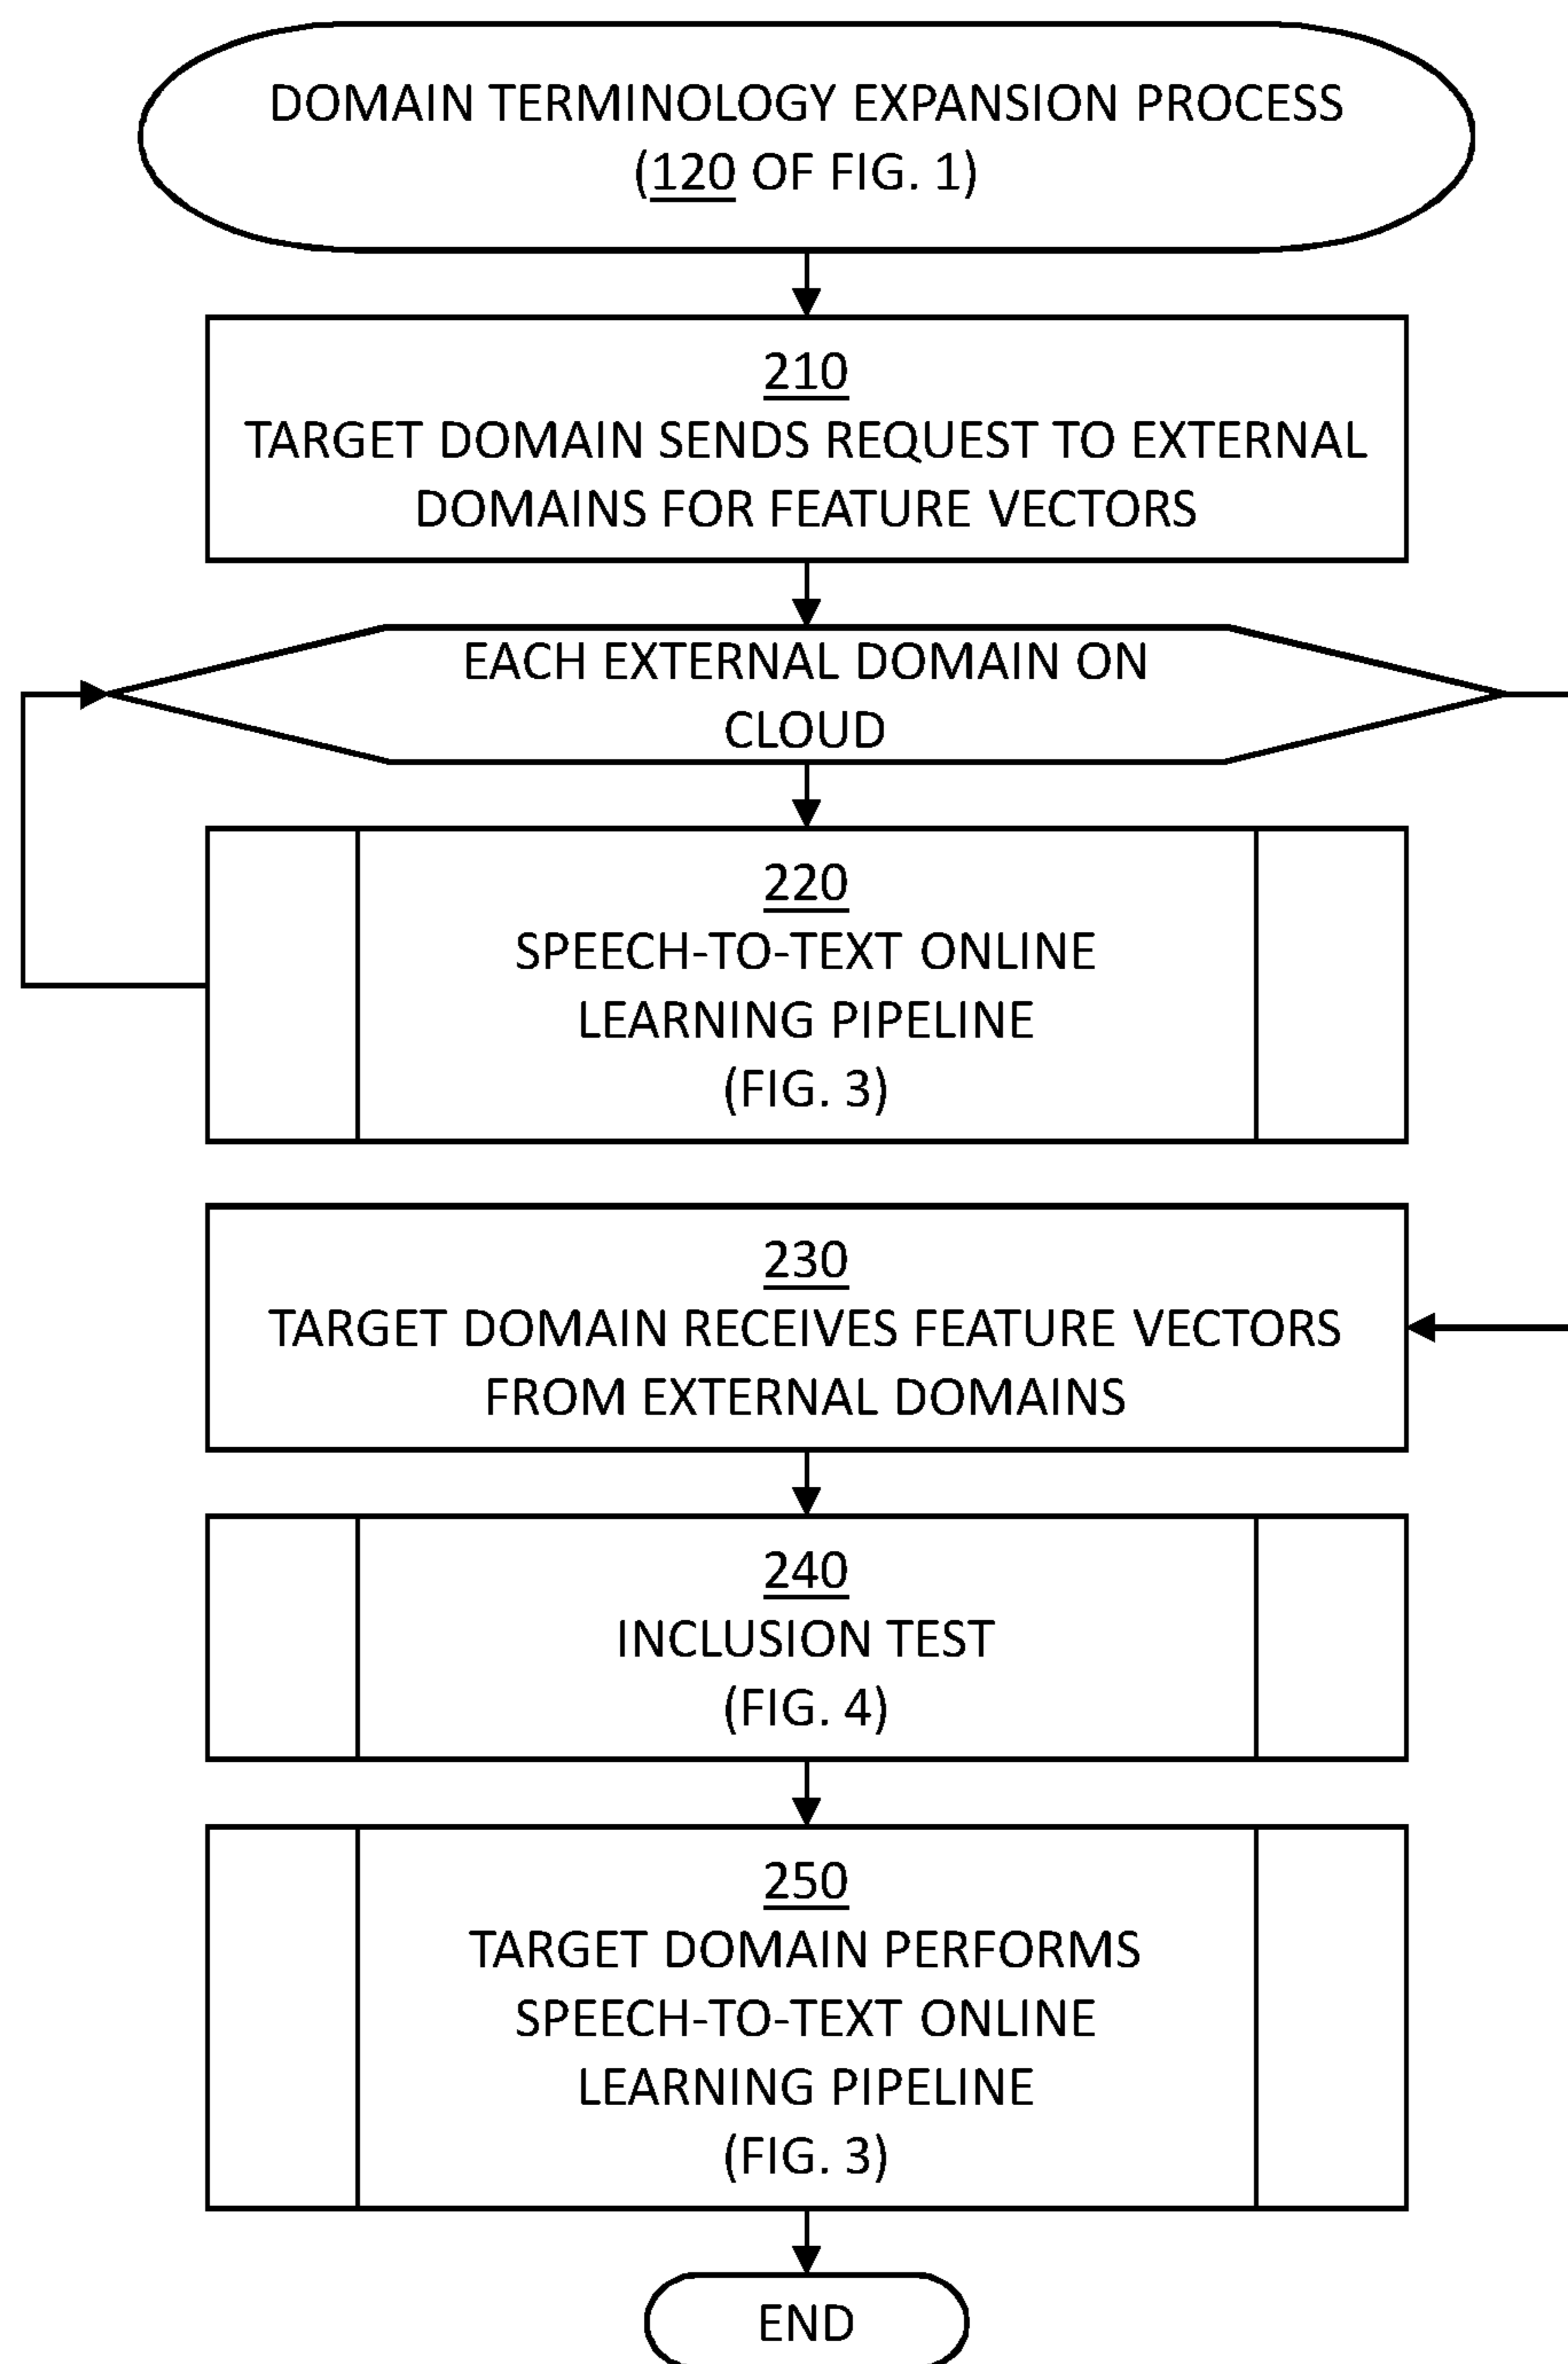 DOMAIN TERMINOLOGY EXPANSION PROCESS
(120 OF FIG. 1)
210
TARGET DOMAIN SENDS REQUEST TO EXTERNAL
DOMAINS FOR FEATURE VECTORS
EACH EXTERNAL DOMAIN ON
CLOUD
220
SPEECH-TO-TEXT ONLINE
LEARNING PIPELINE
(FIG. 3)
230
TARGET DOMAIN RECEIVES FEATURE VECTORS
FROM EXTERNAL DOMAINS
240
INCLUSION TEST
(FIG. 4)
250
TARGET DOMAIN PERFORMS
SPEECH-TO-TEXT ONLINE
LEARNING PIPELINE
(FIG. 3)
END